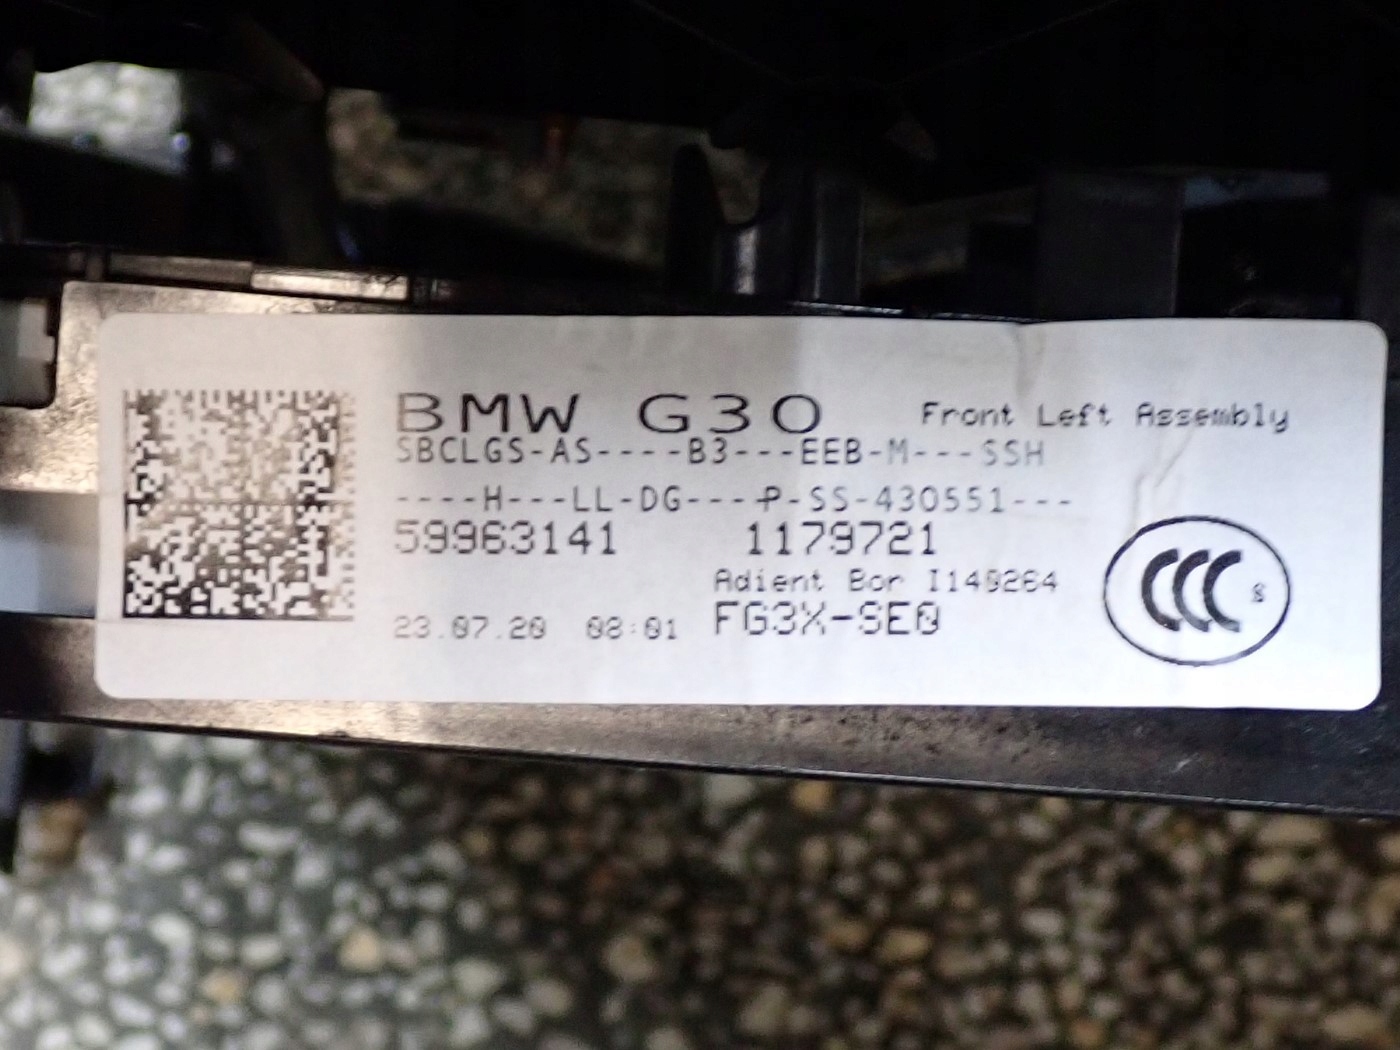 BMW G30 Front Left Assembly
SBCLGS-AS----B3---EEB-M---SSH
----H---LL-DG----P-SS-430551---
59963141 1179721
Adient Bor I149264
23.07.20 08:01 FG3X-SE0
CCC S